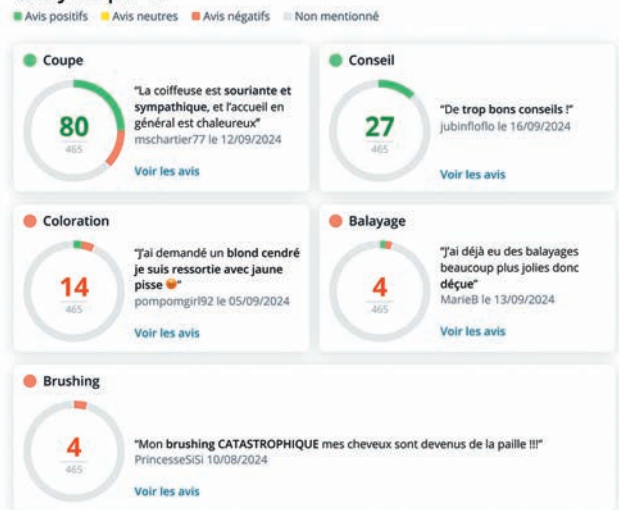 Avis positifs Avis neutres Avis négatifs Non mentionné
Coupe
80
465
"La coiffeuse est souriante et
sympathique, et l'accueil en
général est chaleureux"
mschartier77 le 12/09/2024
Voir les avis
Conseil
27
465
"De trop bons conseils !"
jubinfloflo le 16/09/2024
Voir les avis
Coloration
14
465
"J'ai demandé un blond cendré
je suis ressortie avec jaune
pisse 😡"
pompomgirl92 le 05/09/2024
Voir les avis
Balayage
4
465
"J'ai déjà eu des balayages
beaucoup plus jolies donc
déçue"
MarieB le 13/09/2024
Voir les avis
Brushing
4
465
"Mon brushing CATASTROPHIQUE mes cheveux sont devenus de la paille !!!"
PrincesseSiSi 10/08/2024
Voir les avis